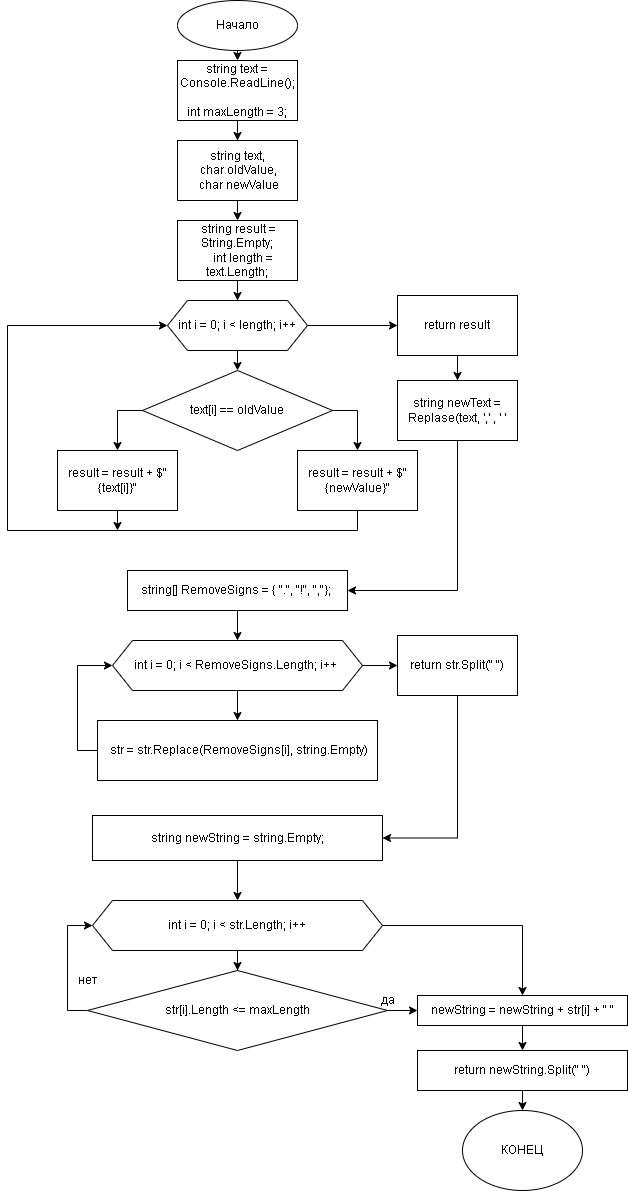 Начало
string text =
Console.ReadLine();
int maxLength = 3;
string text,
char oldValue,
char newValue
string result =
String.Empty;
int length =
text.Length;
int i = 0; i < length; i++
return result
string newText =
Replase(text, ',' , ' '
text[i] == oldValue
result = result + $"
{text[i]}"
result = result + $"
{newValue}"
string[] RemoveSigns = { ".", "!", ","};
int i = 0; i < RemoveSigns.Length; i++
return str.Split(" ")
str = str.Replace(RemoveSigns[i], string.Empty)
string newString = string.Empty;
int i = 0; i < str.Length; i++
нет
str[i].Length <= maxLength
да
newString = newString + str[i] + " "
return newString.Split(" ")
КОНЕЦ